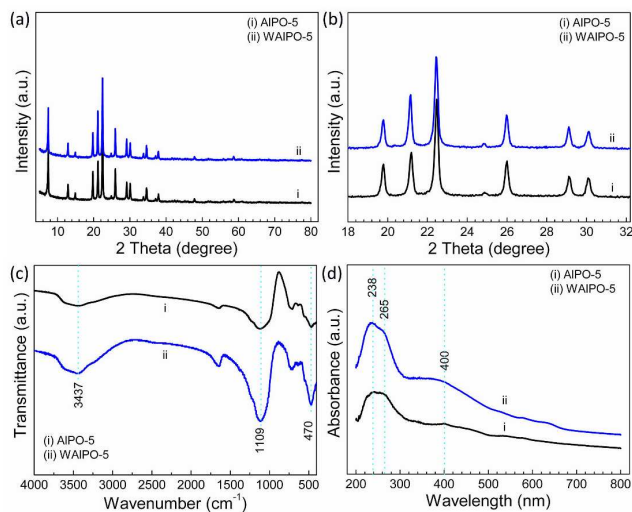 (a)
(i) AlPO-5
(ii) WAlPO-5
Intensity (a.u.)
ii
i
10 20 30 40 50 60 70 80
2 Theta (degree)
(b)
(i) AlPO-5
(ii) WAlPO-5
Intensity (a.u.)
ii
i
18 20 22 24 26 28 30 32
2 Theta (degree)
(c)
Transmittance (a.u.)
i
ii
3437
1109
470
(i) AlPO-5
(ii) WAlPO-5
4000 3500 3000 2500 2000 1500 1000 500
Wavenumber (cm⁻¹)
(d)
(i) AlPO-5
(ii) WAlPO-5
238
265
400
Absorbance (a.u.)
ii
i
200 300 400 500 600 700 800
Wavelength (nm)